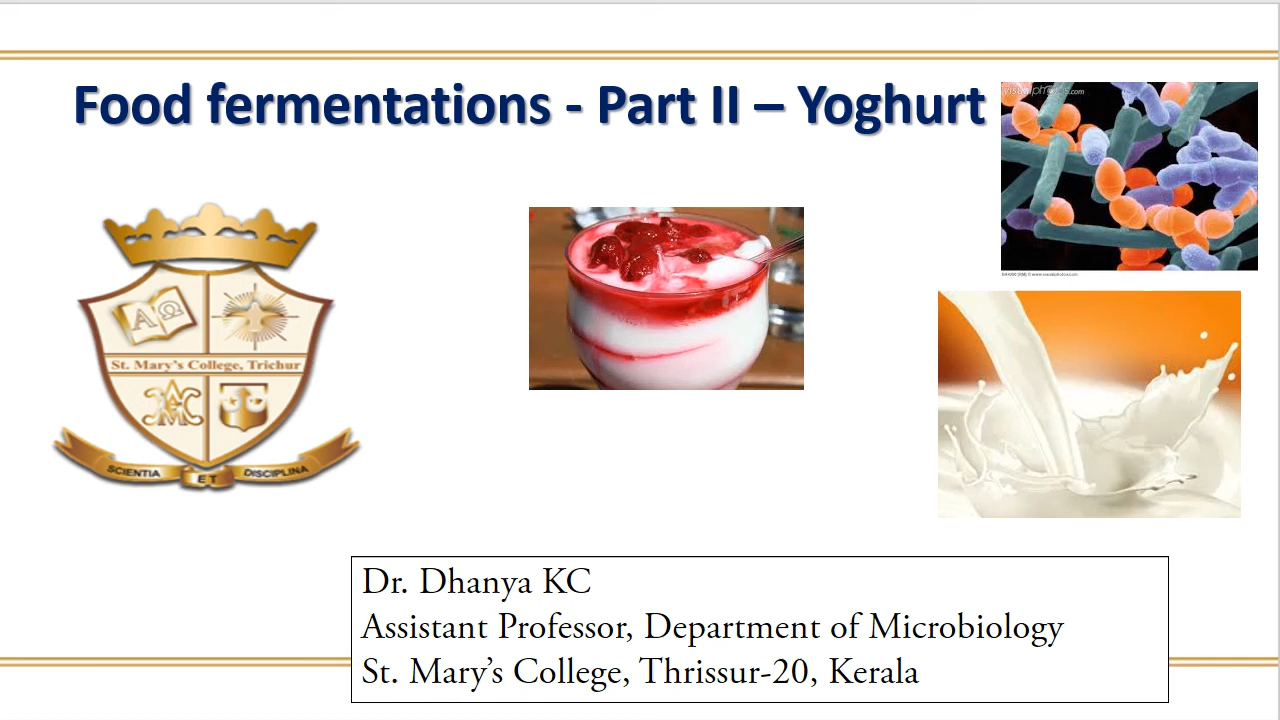 Food fermentations - Part II – Yoghurt
St. Mary's College, Trichur
SCIENTIA ET DISCIPLINA
Dr. Dhanya KC
Assistant Professor, Department of Microbiology
St. Mary’s College, Thrissur-20, Kerala